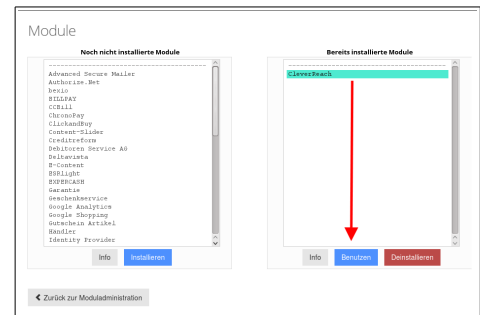 Module
Noch nicht installierte Module
Advanced Secure Mailer
Authorize.Net
bexio
BILLPAY
CCBill
ChronoPay
ClickandBuy
Content-Slider
Creditreform
Debitoren Service AG
Deltavista
E-Content
ESRlight
EXPERCASH
Garantie
Geschenkservice
Google Analytics
Google Shopping
Gutschein Artikel
Händler
Identity Provider
Info
Installieren
Bereits installierte Module
CleverReach
Info
Benutzen
Deinstallieren
Zurück zur Moduladministration